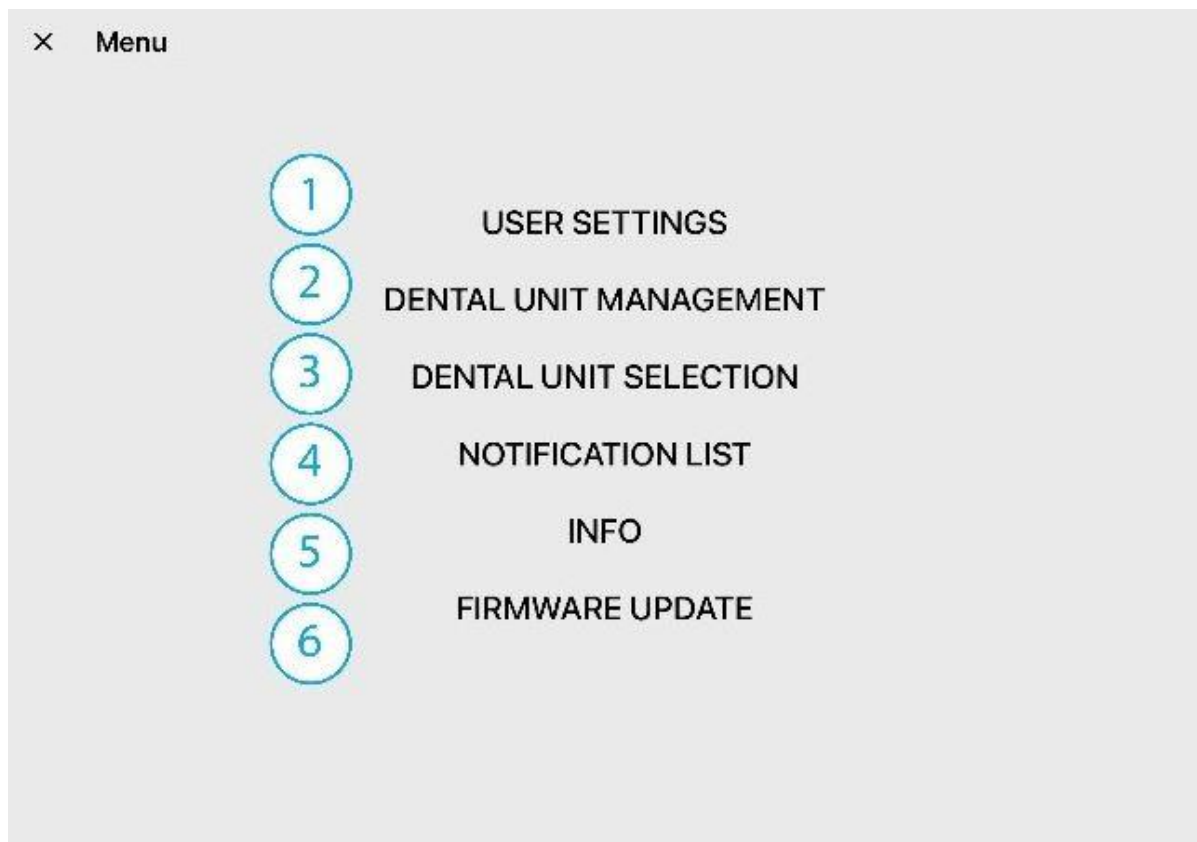 × Menu
1
USER SETTINGS
2
DENTAL UNIT MANAGEMENT
3
DENTAL UNIT SELECTION
4
NOTIFICATION LIST
5
INFO
6
FIRMWARE UPDATE